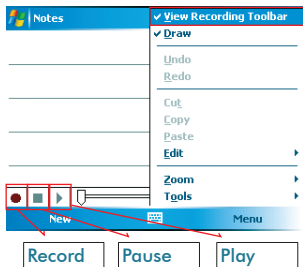 Notes
View Recording Toolbar
Draw
Undo
Redo
Cut
Copy
Paste
Edit
Zoom
Tools
New
Menu
Record
Pause
Play